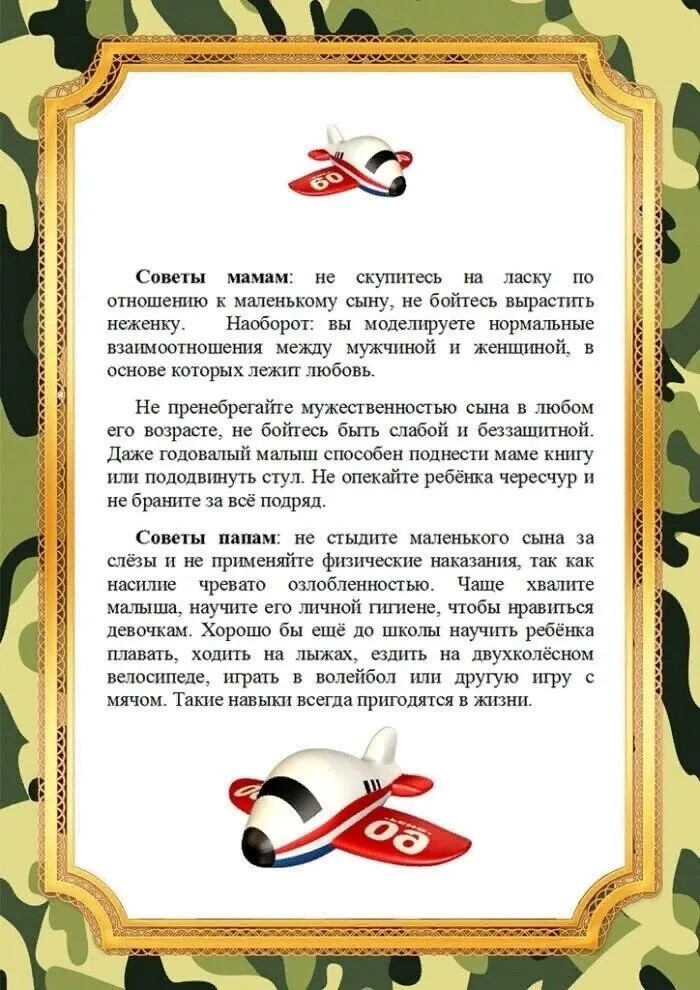 60
Советы мамам: не скупитесь на ласку по
отношению к маленькому сыну, не бойтесь вырастить
неженку. Наоборот: вы моделируете нормальные
взаимоотношения между мужчиной и женщиной, в
основе которых лежит любовь.
Не пренебрегайте мужественностью сына в любом
его возрасте, не бойтесь быть слабой и беззащитной.
Даже годовалый малыш способен поднести маме книгу
или пододвинуть стул. Не опекайте ребёнка чересчур и
не браните за всё подряд.
Советы папам: не стыдите маленького сына за
слёзы и не применяйте физические наказания, так как
насилие чревато озлобленностью. Чаще хвалите
малыша, научите его личной гигиене, чтобы нравиться
девочкам. Хорошо бы ещё до школы научить ребёнка
плавать, ходить на лыжах, ездить на двухколёсном
велосипеде, играть в волейбол или другую игру с
мячом. Такие навыки всегда пригодятся в жизни.
60